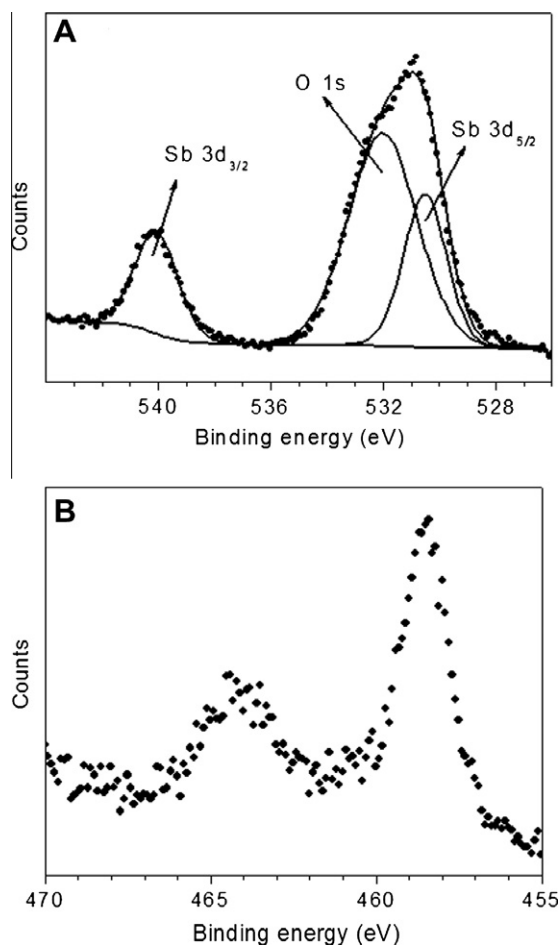 A
O 1s
Sb 3d5/2
Sb 3d3/2
Counts
540 536 532 528
Binding energy (eV)
B
Counts
470 465 460 455
Binding energy (eV)